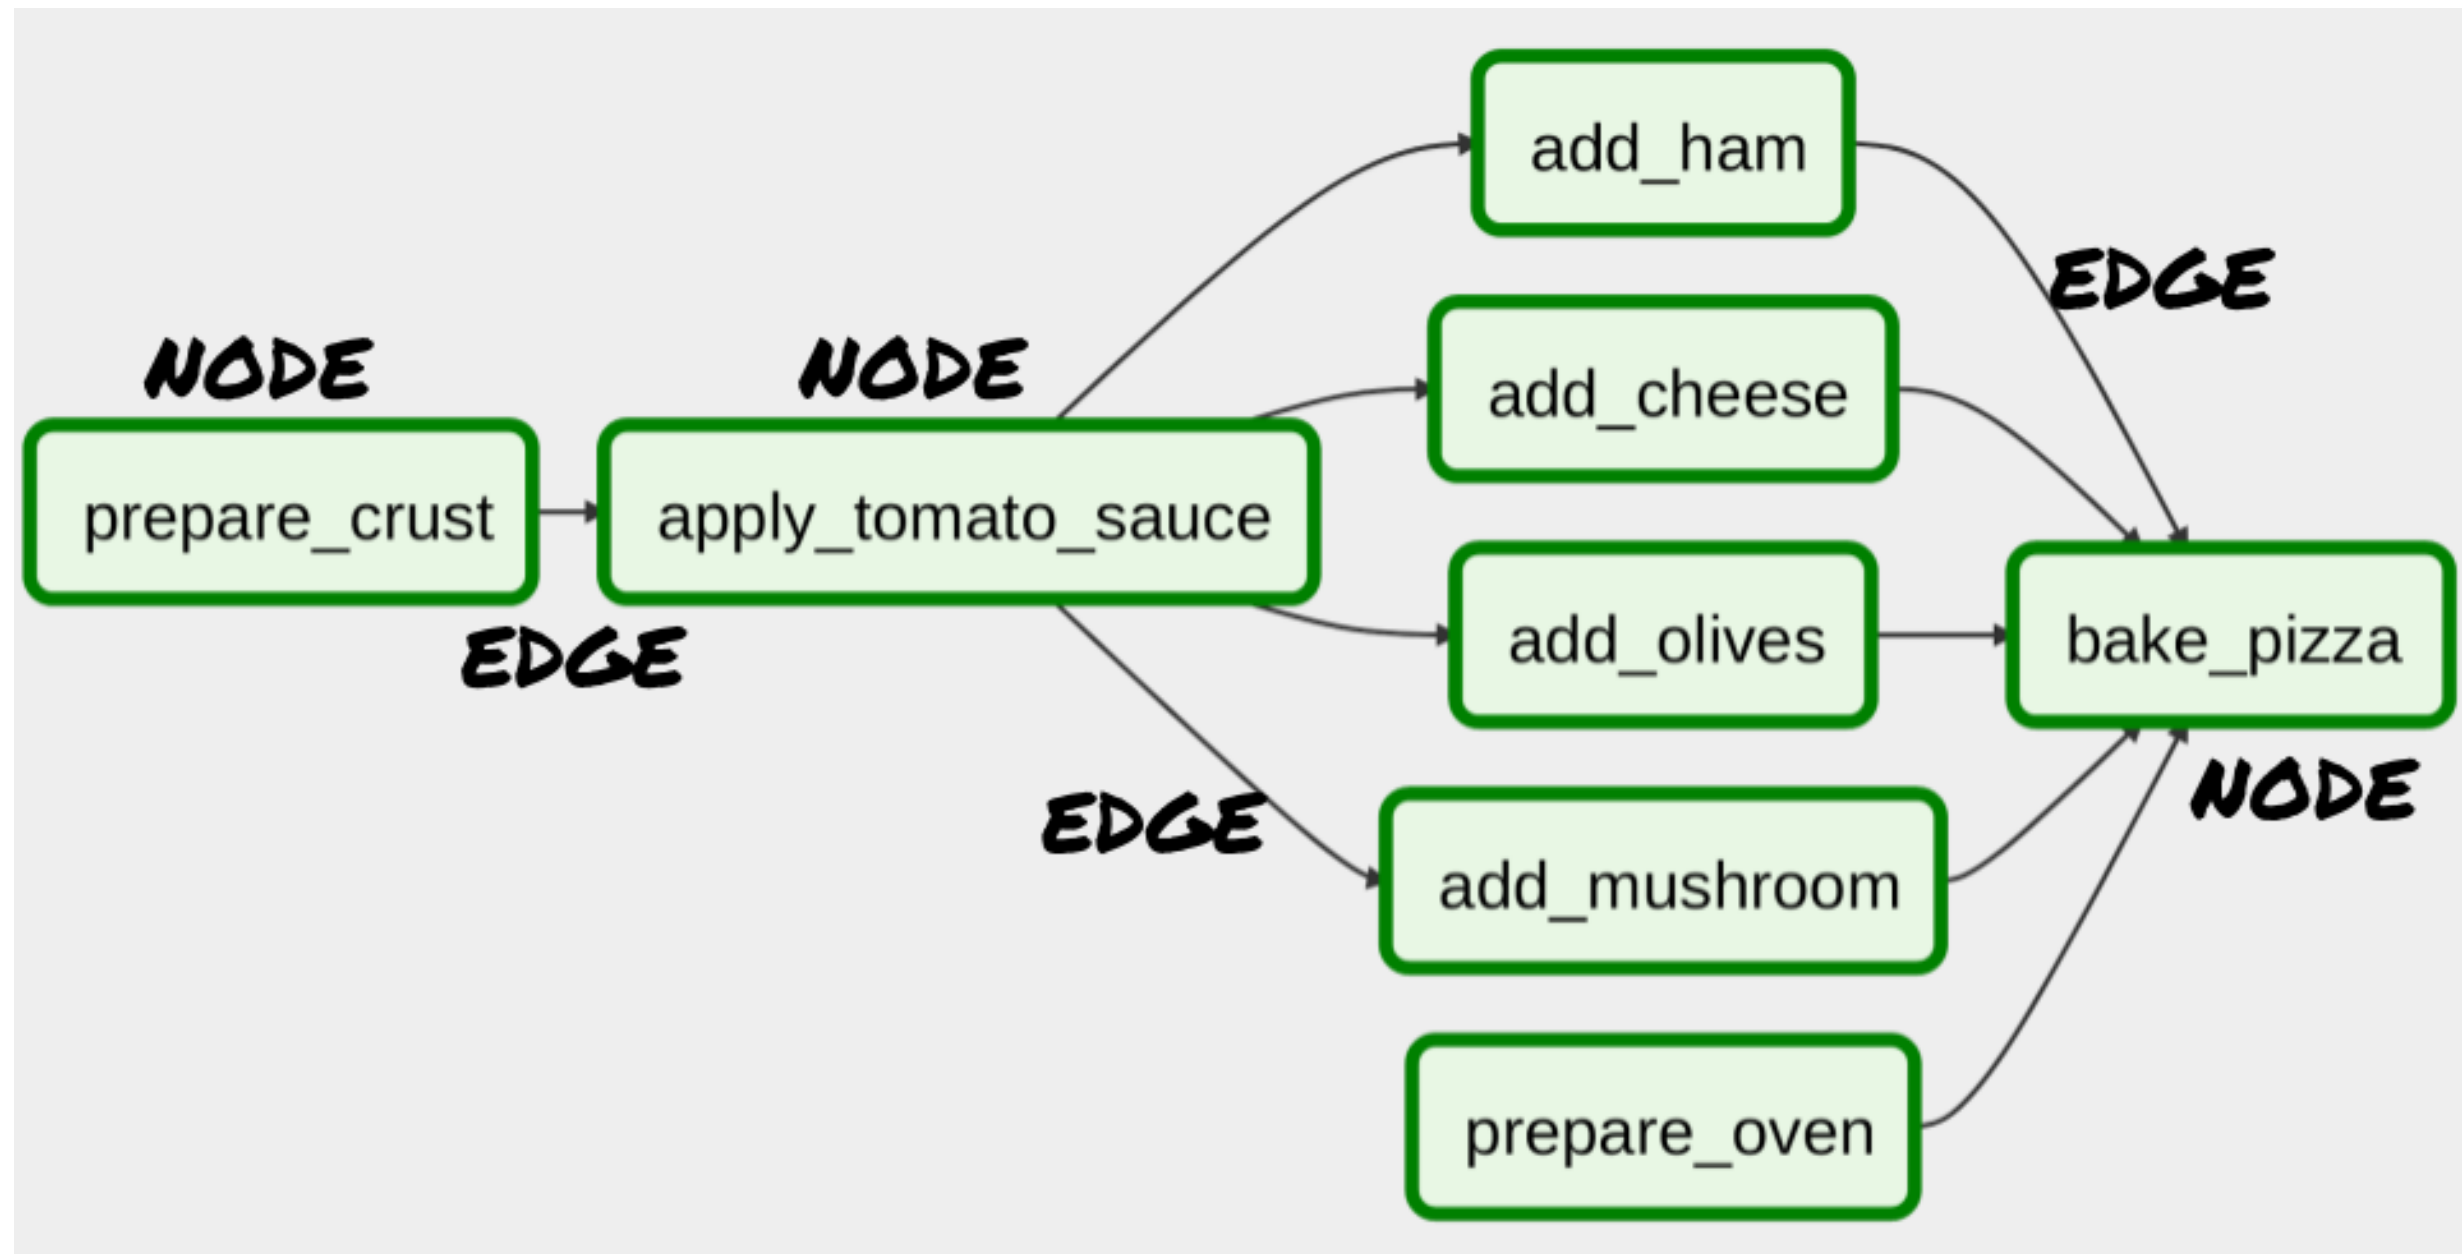 add_ham
EDGE
add_cheese
NODE
NODE
prepare_crust
apply_tomato_sauce
EDGE
add_olives
bake_pizza
EDGE
NODE
add_mushroom
prepare_oven